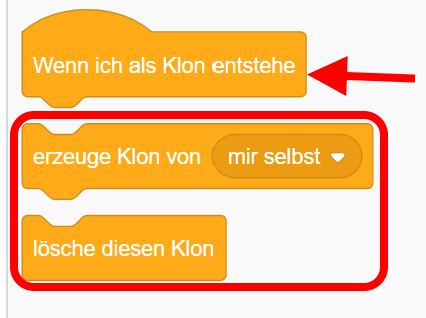 Wenn ich als Klon entstehe
erzeuge Klon von mir selbst
lösche diesen Klon